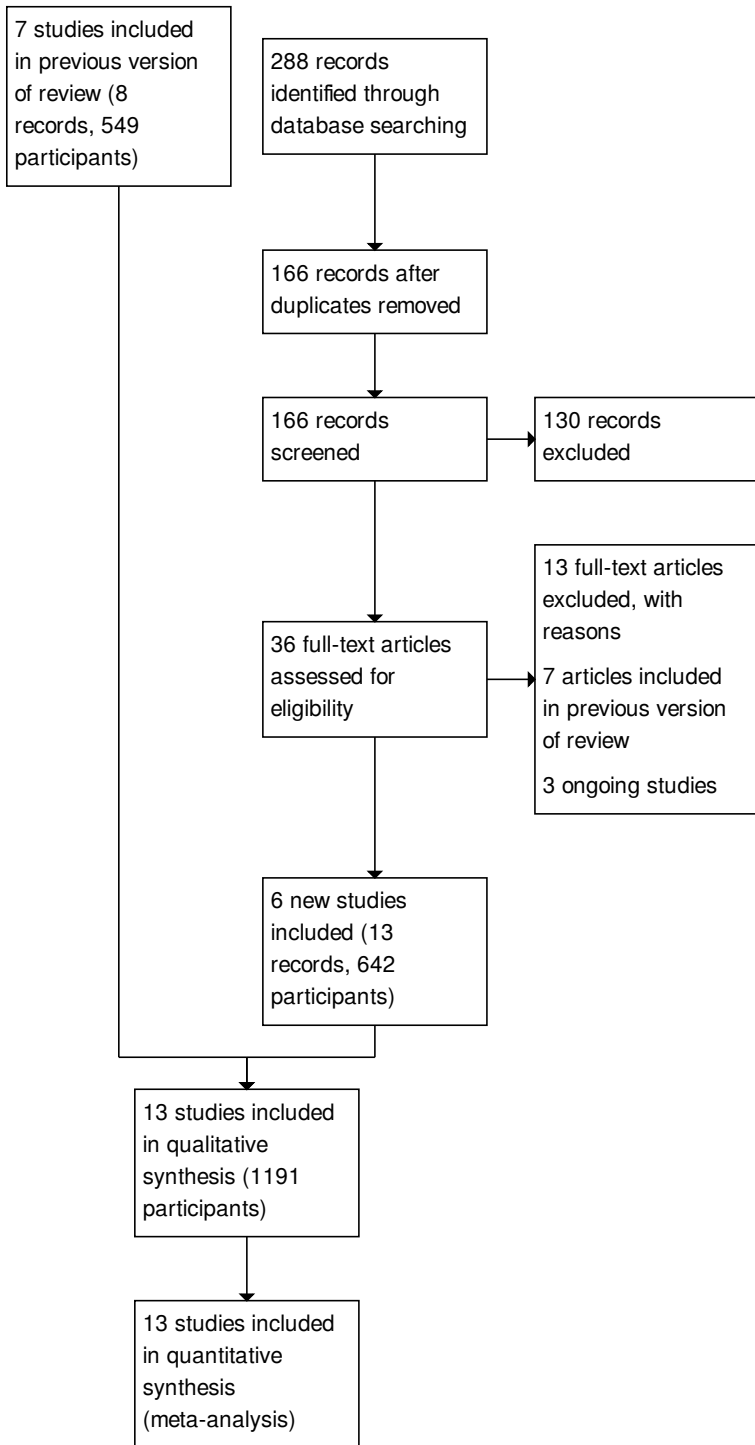 7 studies included
in previous version
of review (8
records, 549
participants)
288 records
identified through
database searching
166 records after
duplicates removed
166 records
screened
130 records
excluded
36 full-text articles
assessed for
eligibility
13 full-text articles
excluded, with
reasons
7 articles included
in previous version
of review
3 ongoing studies
6 new studies
included (13
records, 642
participants)
13 studies included
in qualitative
synthesis (1191
participants)
13 studies included
in quantitative
synthesis
(meta-analysis)